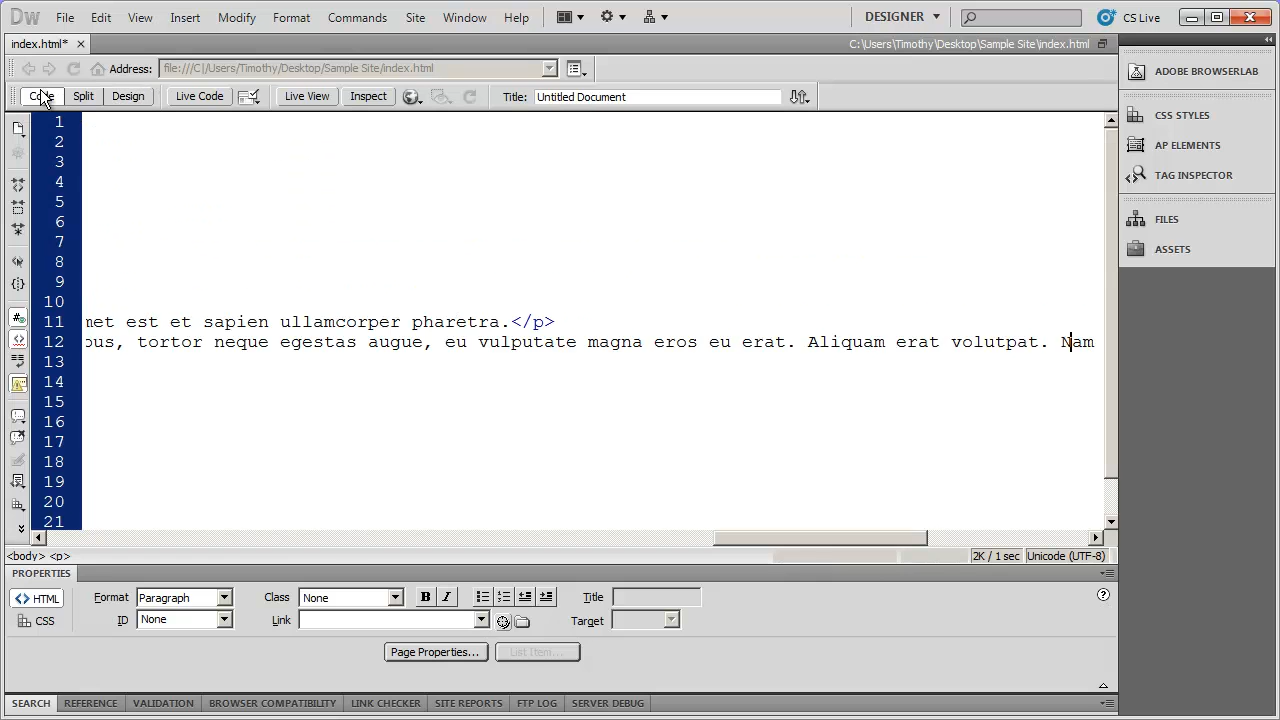 Dw File Edit View Insert Modify Format Commands Site Window Help DESIGNER CS Live
index.html* C:\Users\Timothy\Desktop\Sample Site\index.html
Address: file:///C|/Users/Timothy/Desktop/Sample Site/index.html
Code Split Design Live Code Live View Inspect Title: Untitled Document
ADOBE BROWSERLAB
CSS STYLES
AP ELEMENTS
TAG INSPECTOR
FILES
ASSETS
1
2
3
4
5
6
7
8
9
10
11 met est et sapien ullamcorper pharetra.</p>
12 bus, tortor neque egestas augue, eu vulputate magna eros eu erat. Aliquam erat volutpat. Nam
13
14
15
16
17
18
19
20
21
<body> <p> 2K / 1 sec Unicode (UTF-8)
PROPERTIES
<> HTML Format Paragraph Class None B I Title
CSS ID None Link Target
Page Properties... List Item...
SEARCH REFERENCE VALIDATION BROWSER COMPATIBILITY LINK CHECKER SITE REPORTS FTP LOG SERVER DEBUG